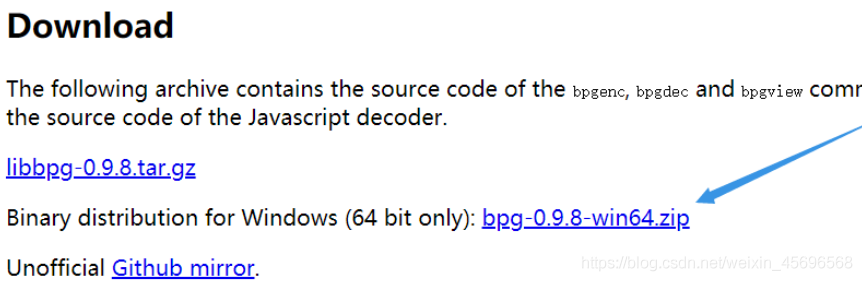 Download
The following archive contains the source code of the bpgenc, bpgdec and bpgview comm
the source code of the Javascript decoder.
libbpg-0.9.8.tar.gz
Binary distribution for Windows (64 bit only): bpg-0.9.8-win64.zip
Unofficial Github mirror.
https://blog.csdn.net/weixin_45696568